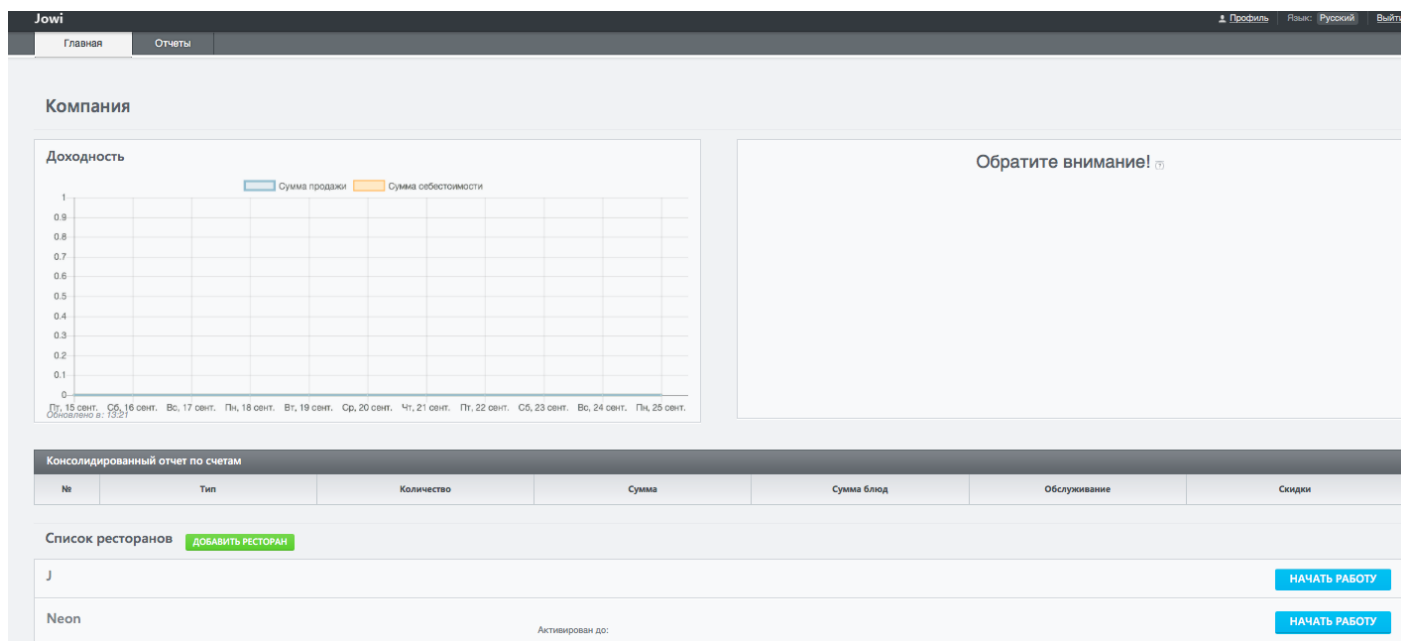 Jowi
Профиль Язык: Русский Выйти
Главная Отчеты
Компания
Доходность
Сумма продажи Сумма себестоимости
1
0.9
0.8
0.7
0.6
0.5
0.4
0.3
0.2
0.1
0
Пт, 15 сент. Сб, 16 сент. Вс, 17 сент. Пн, 18 сент. Вт, 19 сент. Ср, 20 сент. Чт, 21 сент. Пт, 22 сент. Сб, 23 сент. Вс, 24 сент. Пн, 25 сент.
Обновлено в: 13:21
Обратите внимание! ?
Консолидированный отчет по счетам
№ Тип Количество Сумма Сумма блюд Обслуживание Скидки
Список ресторанов ДОБАВИТЬ РЕСТОРАН
J НАЧАТЬ РАБОТУ
Neon НАЧАТЬ РАБОТУ
Активирован до: